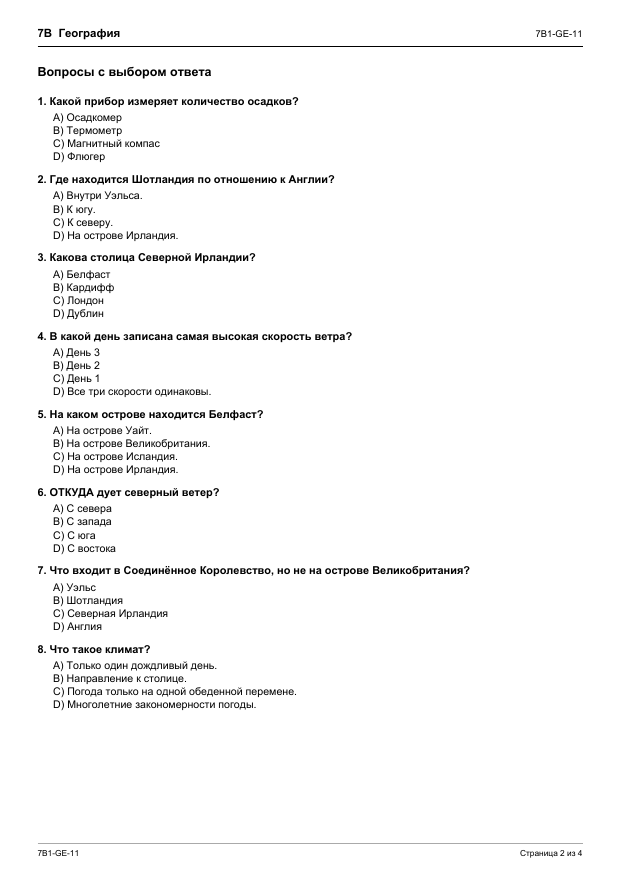 7B География
7B1-GE-11
Вопросы с выбором ответа
1. Какой прибор измеряет количество осадков?
A) Осадкомер
B) Термометр
C) Магнитный компас
D) Флюгер
2. Где находится Шотландия по отношению к Англии?
A) Внутри Уэльса.
B) К югу.
C) К северу.
D) На острове Ирландия.
3. Какова столица Северной Ирландии?
A) Белфаст
B) Кардифф
C) Лондон
D) Дублин
4. В какой день записана самая высокая скорость ветра?
A) День 3
B) День 2
C) День 1
D) Все три скорости одинаковы.
5. На каком острове находится Белфаст?
A) На острове Уайт.
B) На острове Великобритания.
C) На острове Исландия.
D) На острове Ирландия.
6. ОТКУДА дует северный ветер?
A) С севера
B) С запада
C) С юга
D) С востока
7. Что входит в Соединённое Королевство, но не на острове Великобритания?
A) Уэльс
B) Шотландия
C) Северная Ирландия
D) Англия
8. Что такое климат?
A) Только один дождливый день.
B) Направление к столице.
C) Погода только на одной обеденной перемене.
D) Многолетние закономерности погоды.
7B1-GE-11
Страница 2 из 4